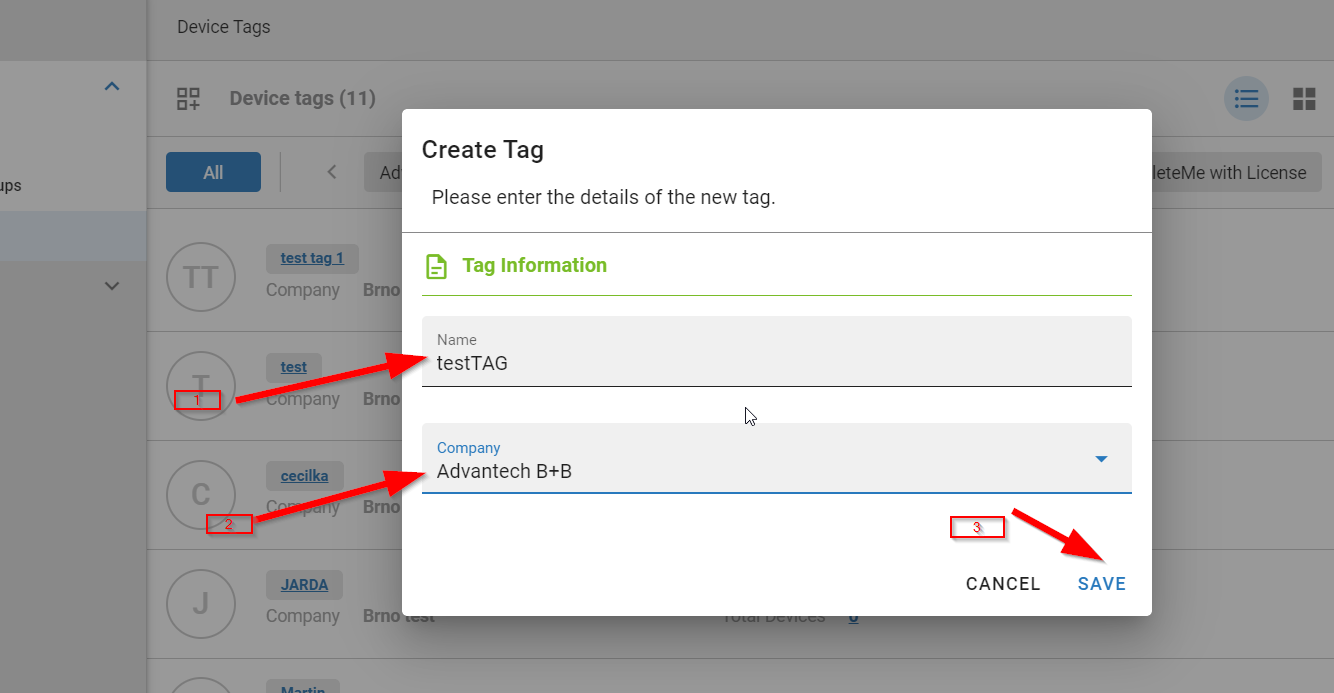 Device Tags
Device tags (11)
ups
All
Ad
leteMe with License
Create Tag
Please enter the details of the new tag.
Tag Information
Name
testTAG
Company
Advantech B+B
CANCEL
SAVE
TT
test tag 1
Company Brno
T
test
Company Brno
1
C
cecilka
Company Brno
2
3
J
JARDA
Company Brno test
Total Devices 0
Martin